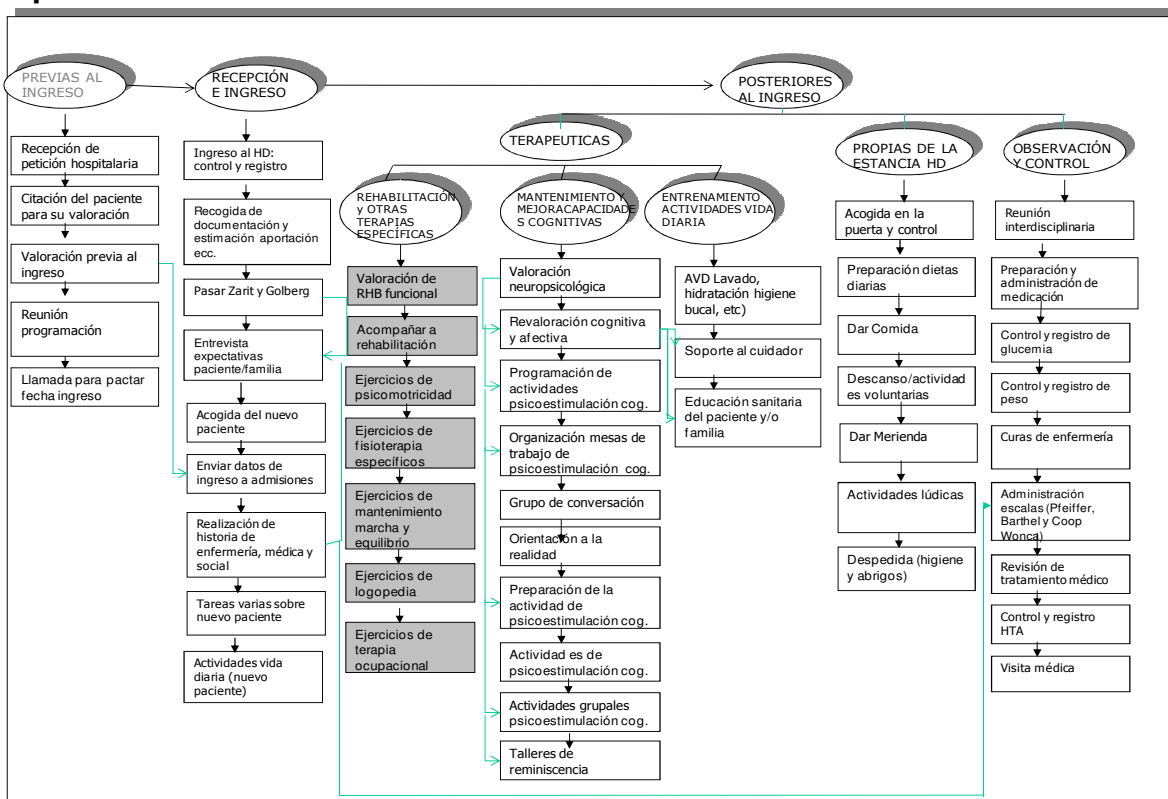 PREVIAS AL
INGRESO
RECEPCIÓN
E INGRESO
POSTERIORES
AL INGRESO
TERAPEUTICAS
PROPIAS DE LA
ESTANCIA HD
OBSERVACIÓN
Y CONTROL
REHABILITACIÓN
y OTRAS
TERAPIAS
ESPECÍFICAS
MANTENIMIENTO Y
MEJORACAPACIDADE
S COGNITIVAS
ENTRENAMIENTO
ACTIVIDADES VIDA
DIARIA
Recepción de
petición hospitalaria
Citación del paciente
para su valoración
Valoración previa al
ingreso
Reunión
programación
Llamada para pactar
fecha ingreso
Ingreso al HD:
control y registro
Recogida de
documentación y
estimación aportación
ecc.
Pasar Zarit y Golberg
Entrevista
expectativas
paciente/familia
Acogida del nuevo
paciente
Enviar datos de
ingreso a admisiones
Realización de
historia de
enfermería, médica y
social
Tareas varias sobre
nuevo paciente
Actividades vida
diaria (nuevo
paciente)
Valoración de
RHB funcional
Acompañar a
rehabilitación
Ejercicios de
psicomotricidad
Ejercicios de
fisioterapia
específicos
Ejercicios de
mantenimiento
marcha y
equilibrio
Ejercicios de
logopedia
Ejercicios de
terapia
ocupacional
Valoración
neuropsicológica
Revaloración cognitiva
y afectiva
Programación de
actividades
psicoestimulación cog.
Organización mesas de
trabajo de
psicoestimulación cog.
Grupo de conversación
Orientación a la
realidad
Preparación de la
actividad de
psicoestimulación cog.
Actividad es de
psicoestimulación cog.
Actividades grupales
psicoestimulación cog.
Talleres de
reminiscencia
AVD Lavado,
hidratación higiene
bucal, etc)
Soporte al cuidador
Educación sanitaria
del paciente y/o
familia
Acogida en la
puerta y control
Preparación dietas
diarias
Dar Comida
Descanso/actividad
es voluntarias
Dar Merienda
Actividades lúdicas
Despedida (higiene
y abrigos)
Reunión
interdisciplinaria
Preparación y
administración de
medicación
Control y registro de
glucemia
Control y registro de
peso
Curas de enfermería
Administración
escalas (Pfeiffer,
Barthel y Coop
Wonca)
Revisión de
tratamiento médico
Control y registro
HTA
Visita médica